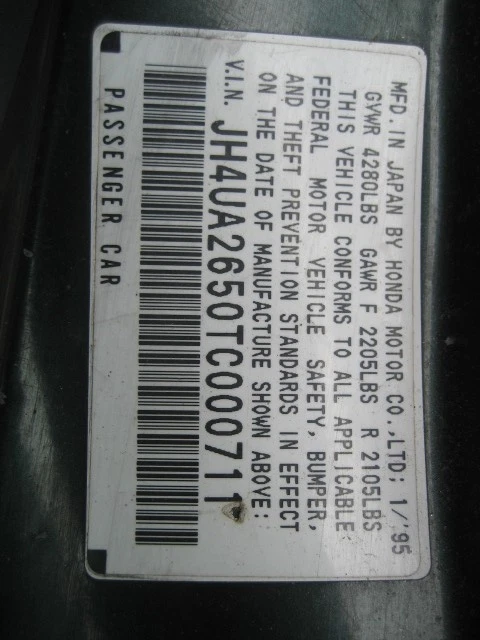 MFD. IN JAPAN BY HONDA MOTOR CO., LTD; 1/'95
GVWR 4280LBS GAWR F 2205LBS R 2105LBS
THIS VEHICLE CONFORMS TO ALL APPLICABLE
FEDERAL MOTOR VEHICLE SAFETY, BUMPER,
AND THEFT PREVENTION STANDARDS IN EFFECT
ON THE DATE OF MANUFACTURE SHOWN ABOVE:
V.I.N. JH4UA2650TC000711
PASSENGER CAR